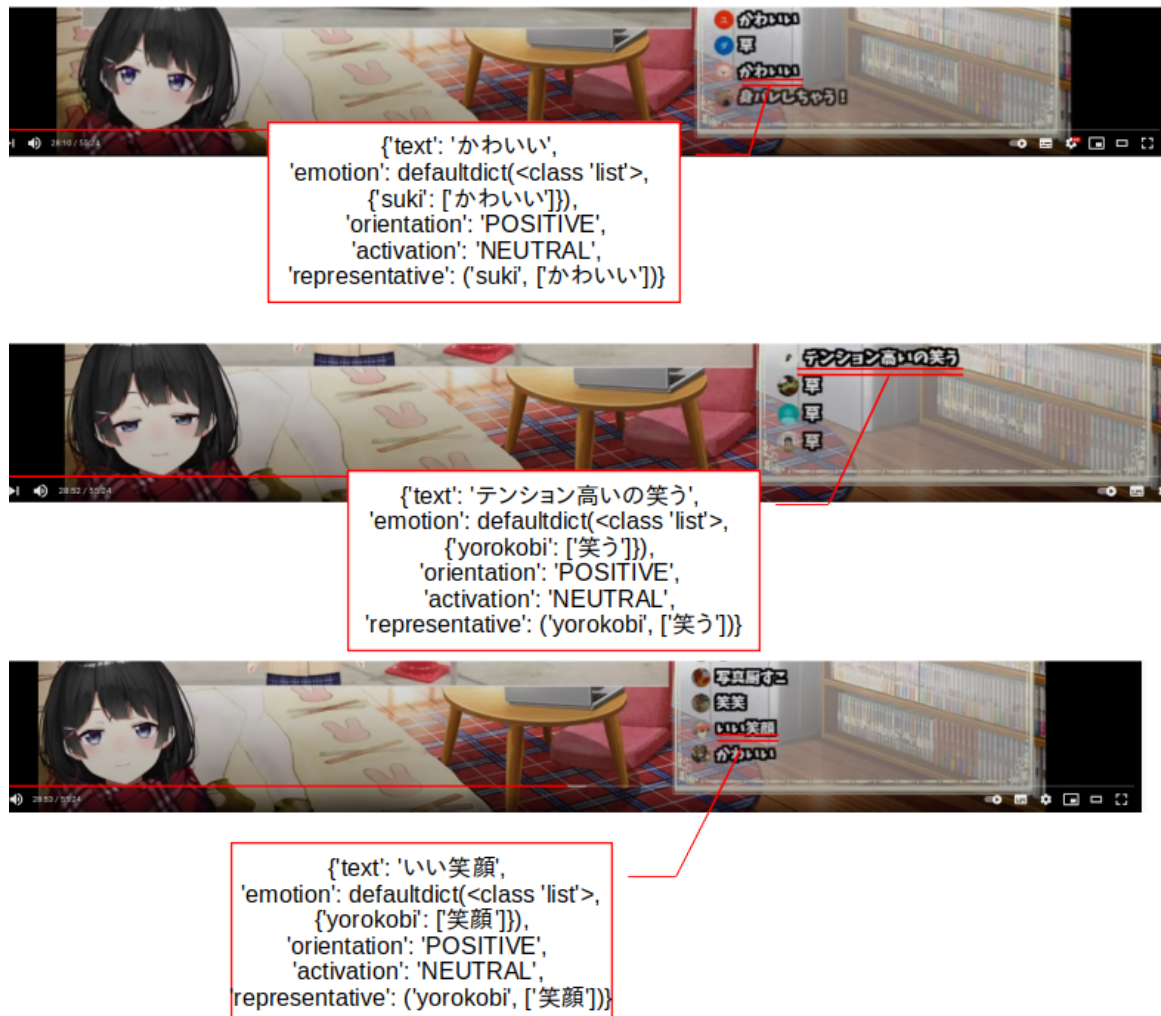 かわいい
草
かわいい
身バレしちゃう!
28:10 / 55:24
{'text': 'かわいい',
'emotion': defaultdict(<class 'list'>,
{'suki': ['かわいい']}),
'orientation': 'POSITIVE',
'activation': 'NEUTRAL',
'representative': ('suki', ['かわいい'])}
テンション高いの笑う
草
草
草
28:52 / 55:24
{'text': 'テンション高いの笑う',
'emotion': defaultdict(<class 'list'>,
{'yorokobi': ['笑う']}),
'orientation': 'POSITIVE',
'activation': 'NEUTRAL',
'representative': ('yorokobi', ['笑う'])}
写真厨すこ
笑笑
いい笑顔
かわいい
28:53 / 55:24
{'text': 'いい笑顔',
'emotion': defaultdict(<class 'list'>,
{'yorokobi': ['笑顔']}),
'orientation': 'POSITIVE',
'activation': 'NEUTRAL',
'representative': ('yorokobi', ['笑顔'])}